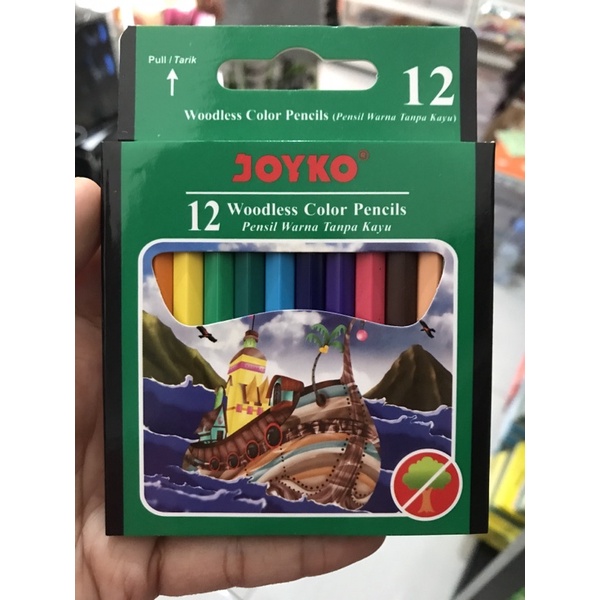 Pull / Tarik
12
Woodless Color Pencils (Pensil Warna Tanpa Kayu)
JOYKO®
12 Woodless Color Pencils
Pensil Warna Tanpa Kayu